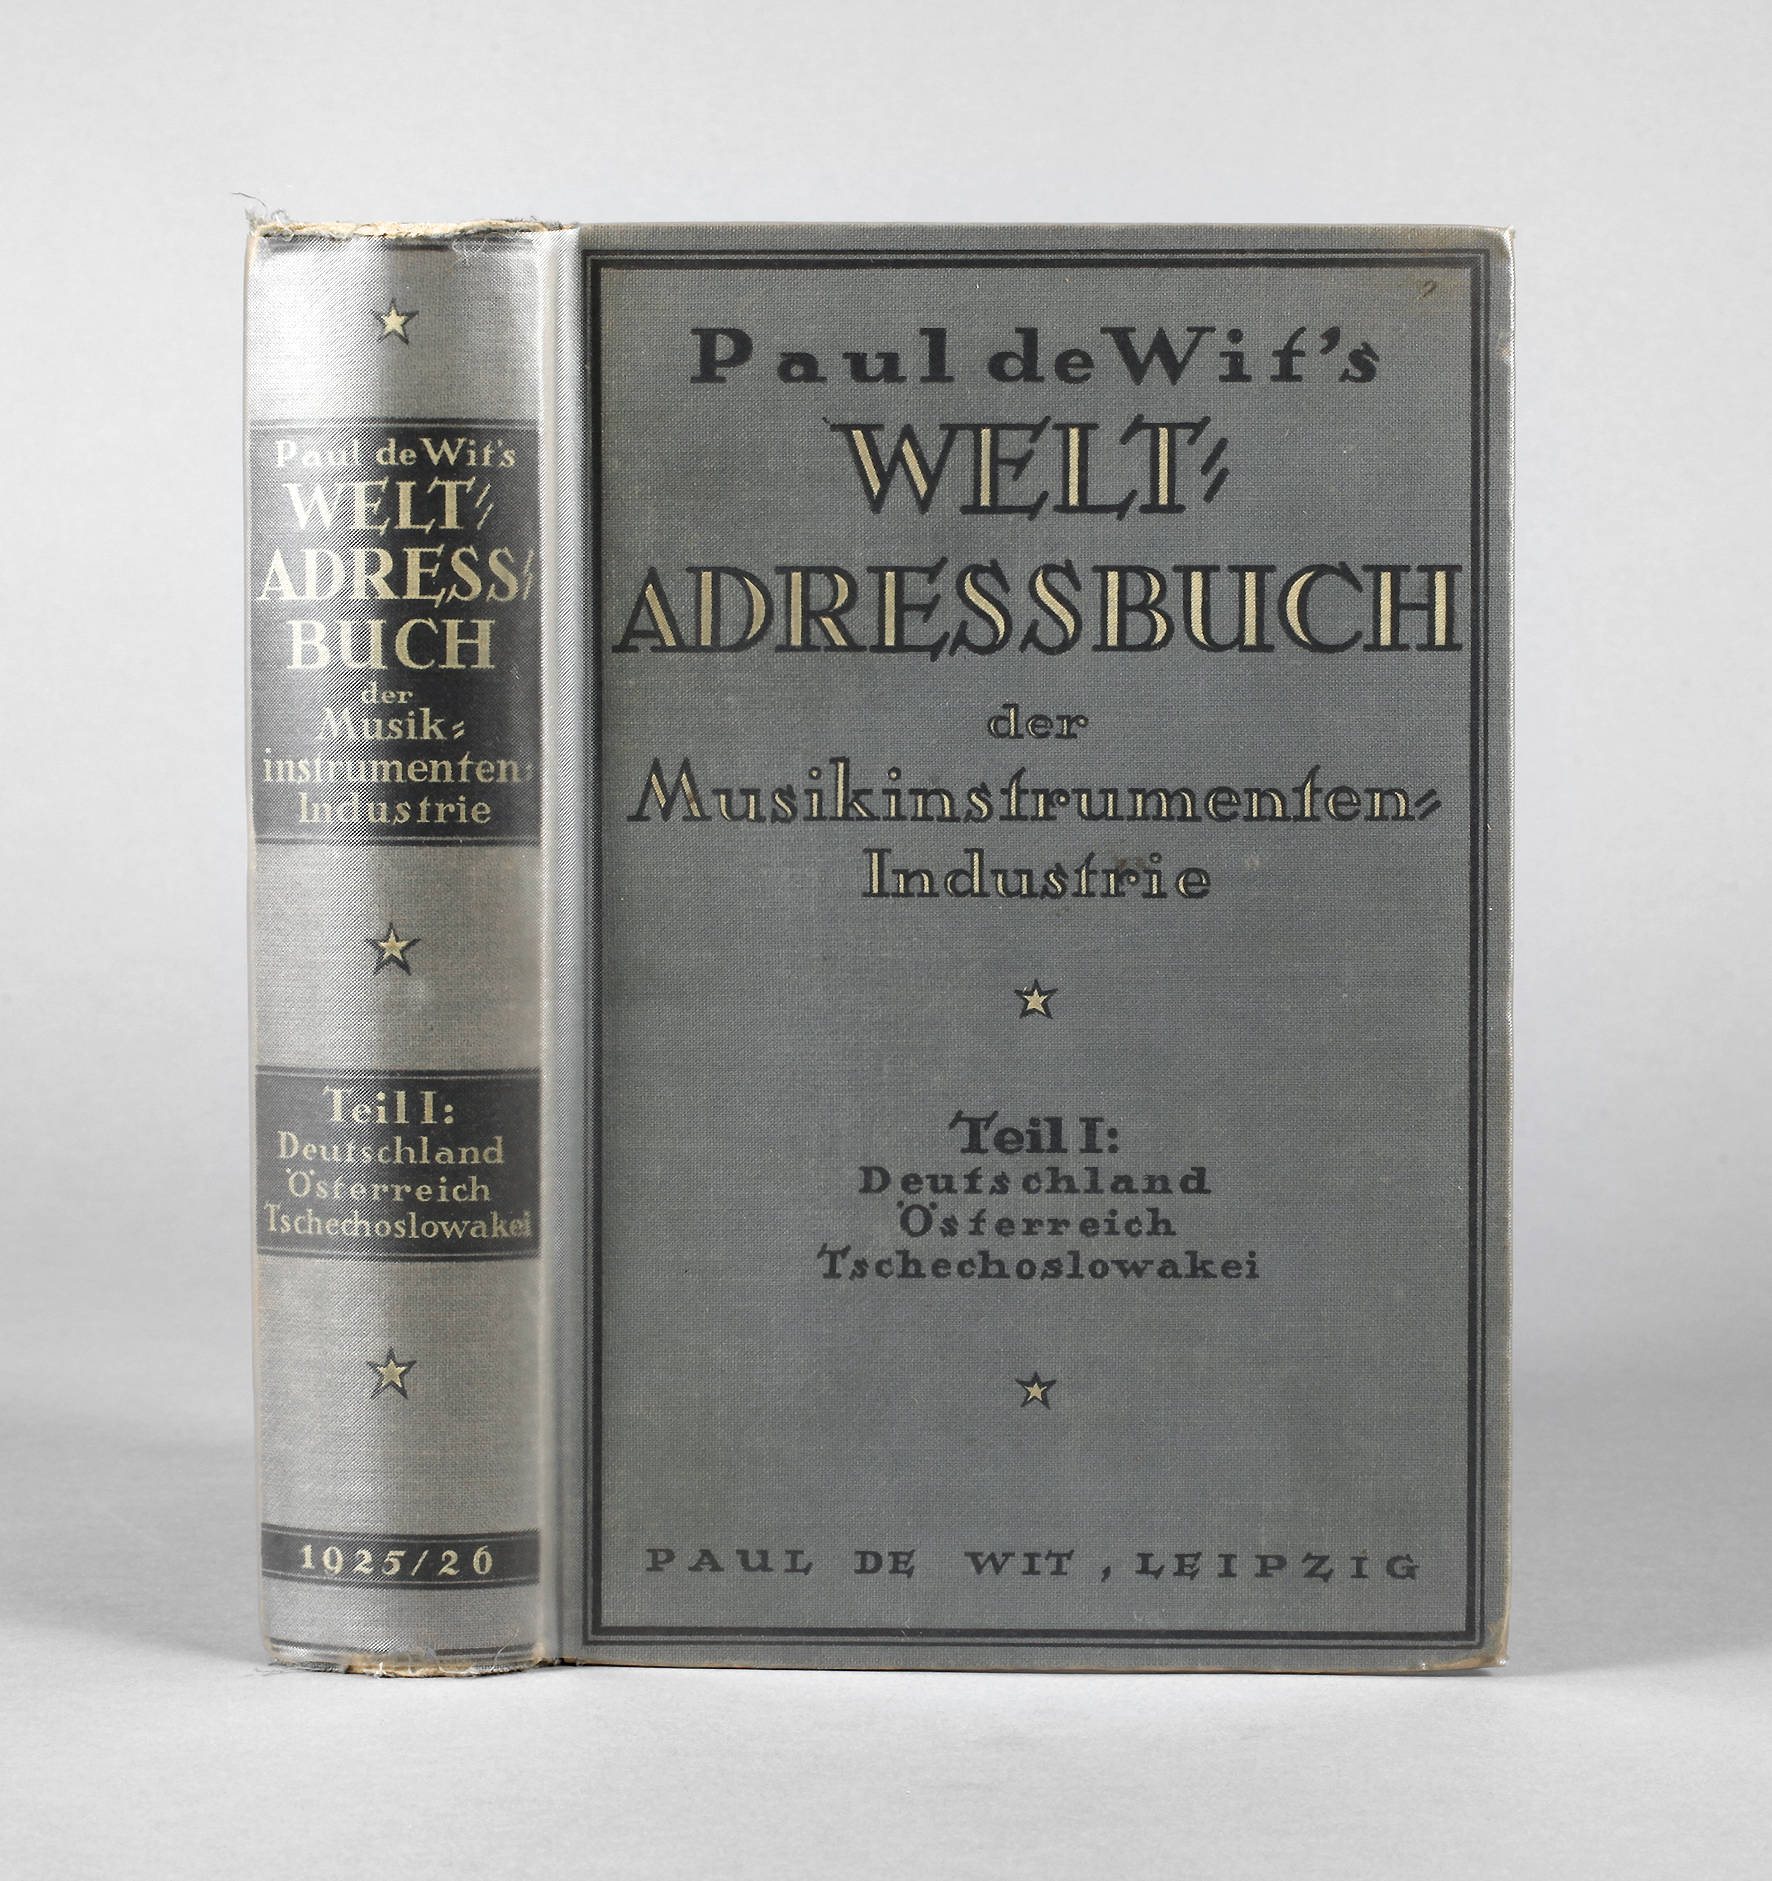 Paul de Wit's
WELT-
ADRESS-
BUCH
der
Musik-
instrumenten-
Industrie
Teil I:
Deutschland
Österreich
Tschechoslowakei
1925/26
Paul de Wit's
WELT-
ADRESSBUCH
der
Musikinstrumenten-
Industrie
Teil I:
Deutschland
Österreich
Tschechoslowakei
PAUL DE WIT, LEIPZIG